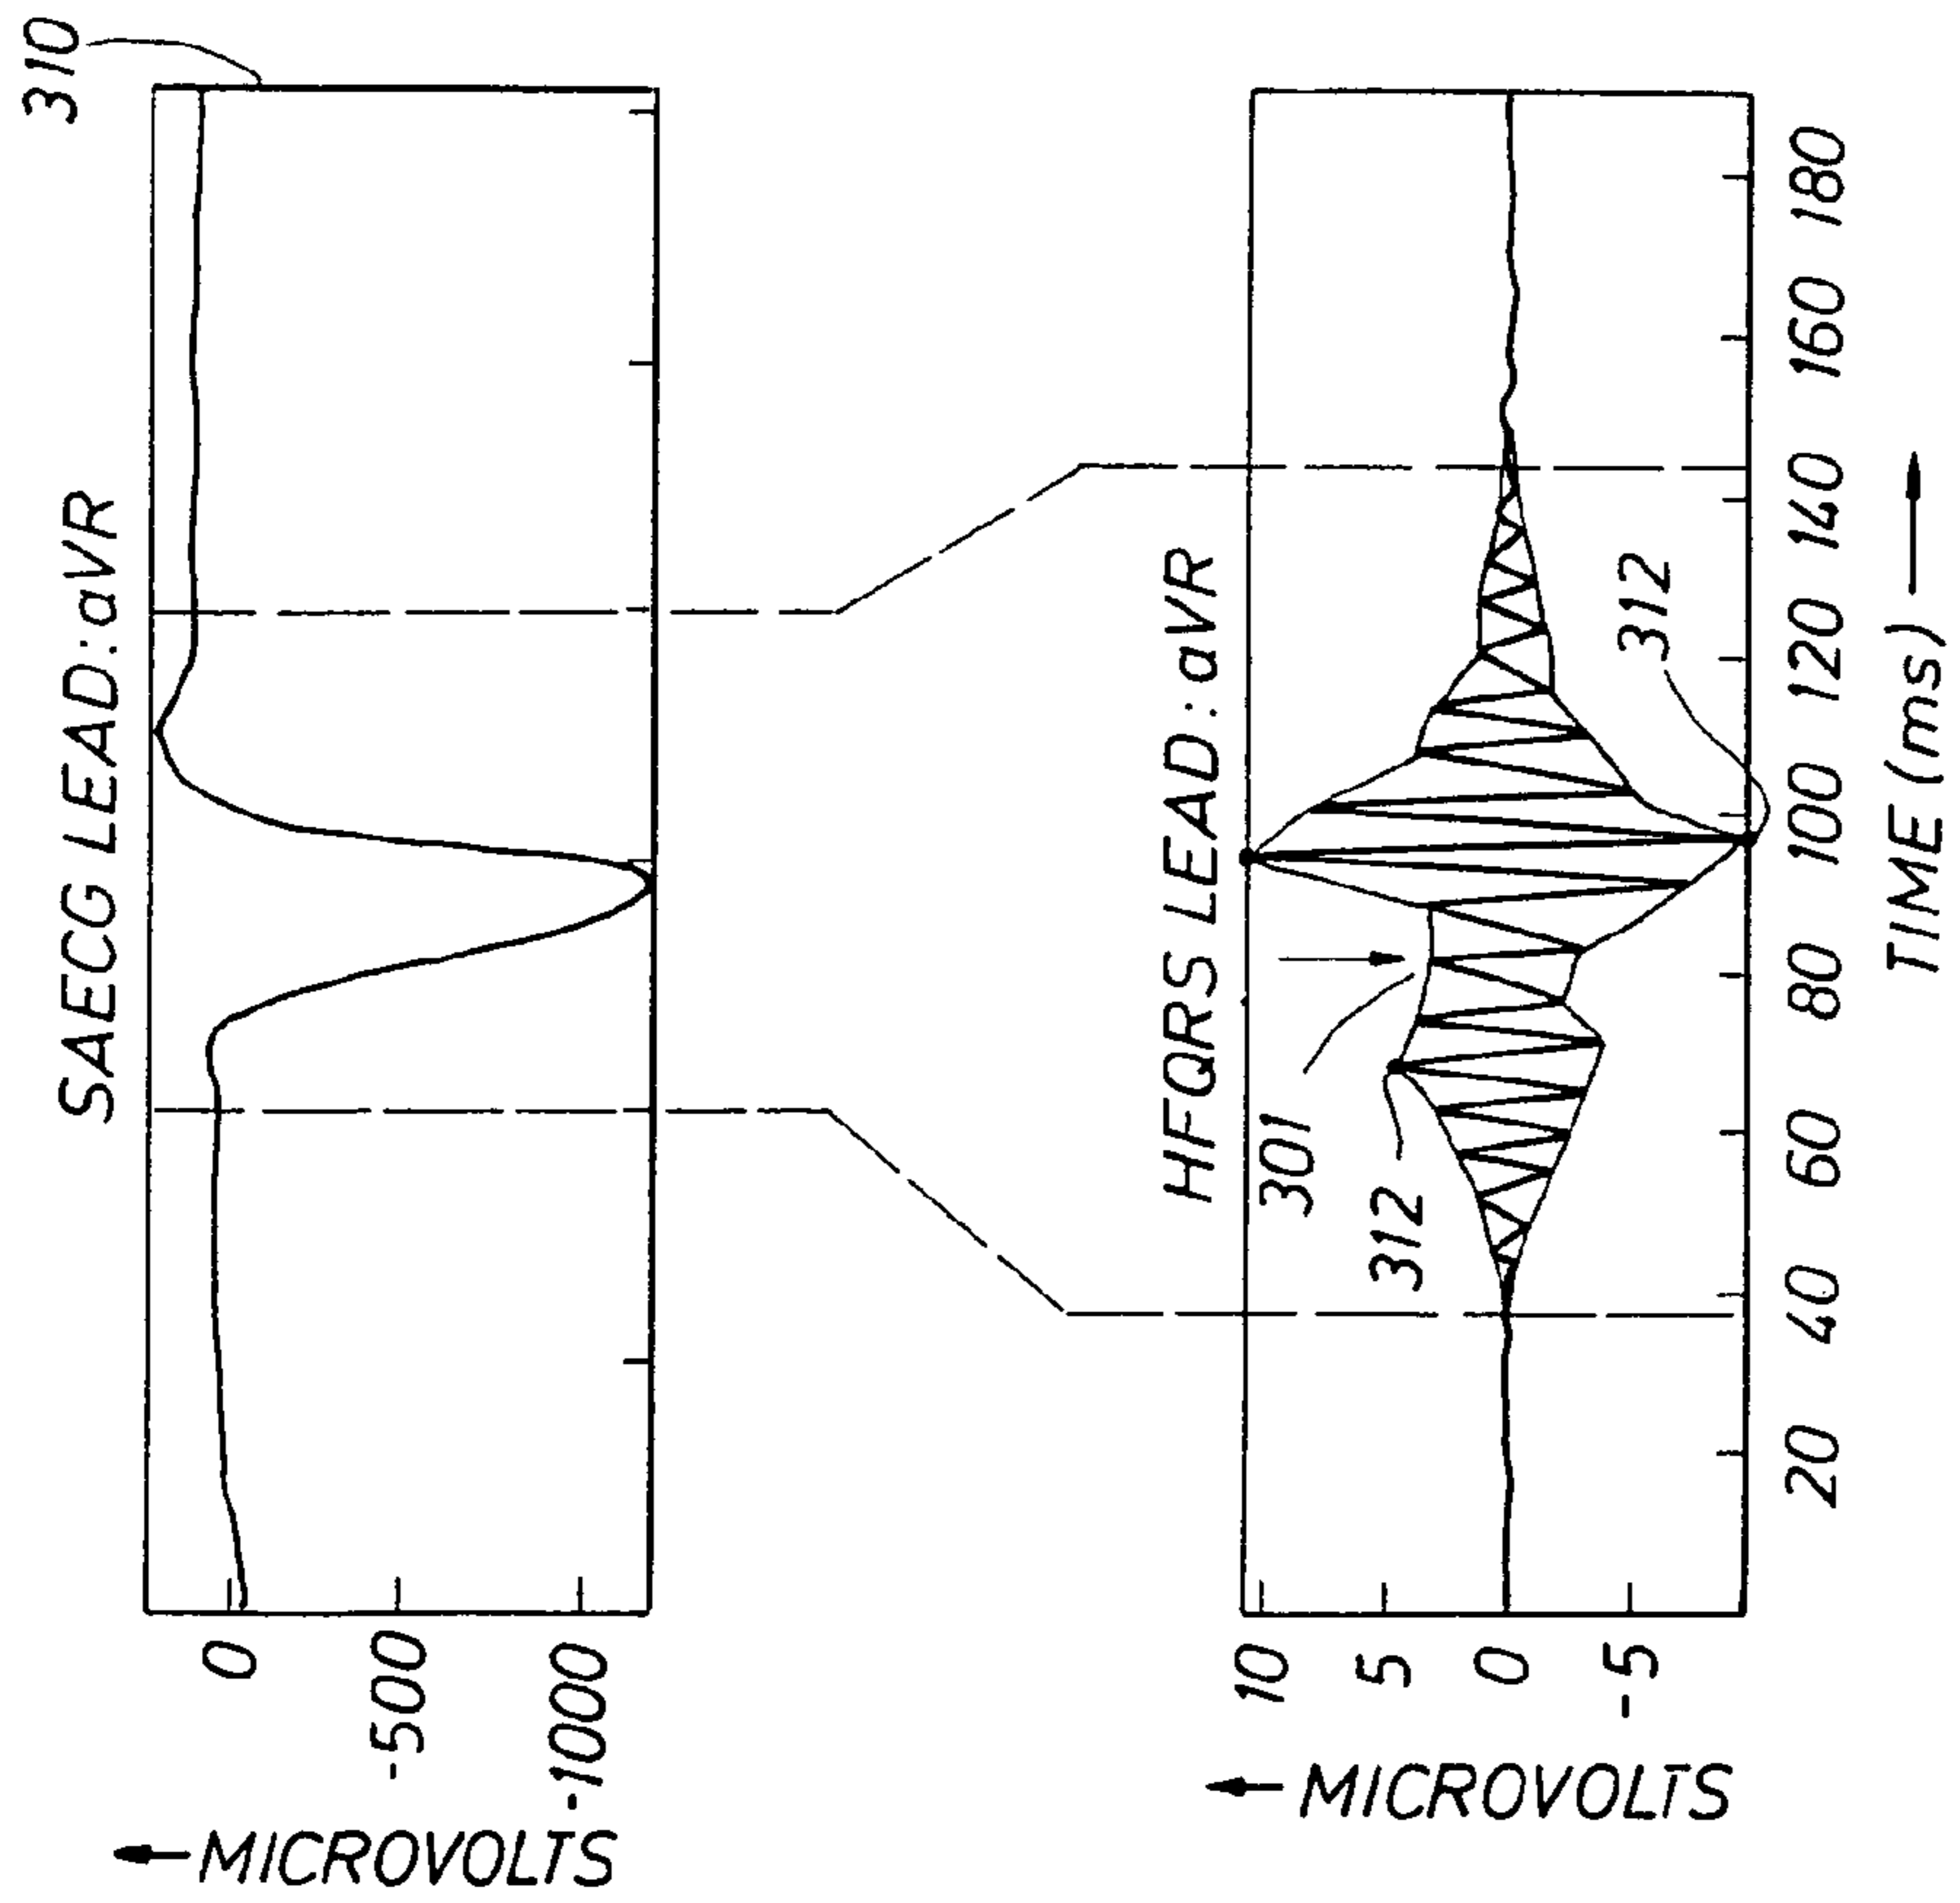 310
SAECG LEAD: aVR
0
-500
-1000
MICROVOLTS
HFQRS LEAD: aVR
301
312
312
10
5
0
-5
MICROVOLTS
20 40 60 80 100 120 140 160 180
TIME (ms)